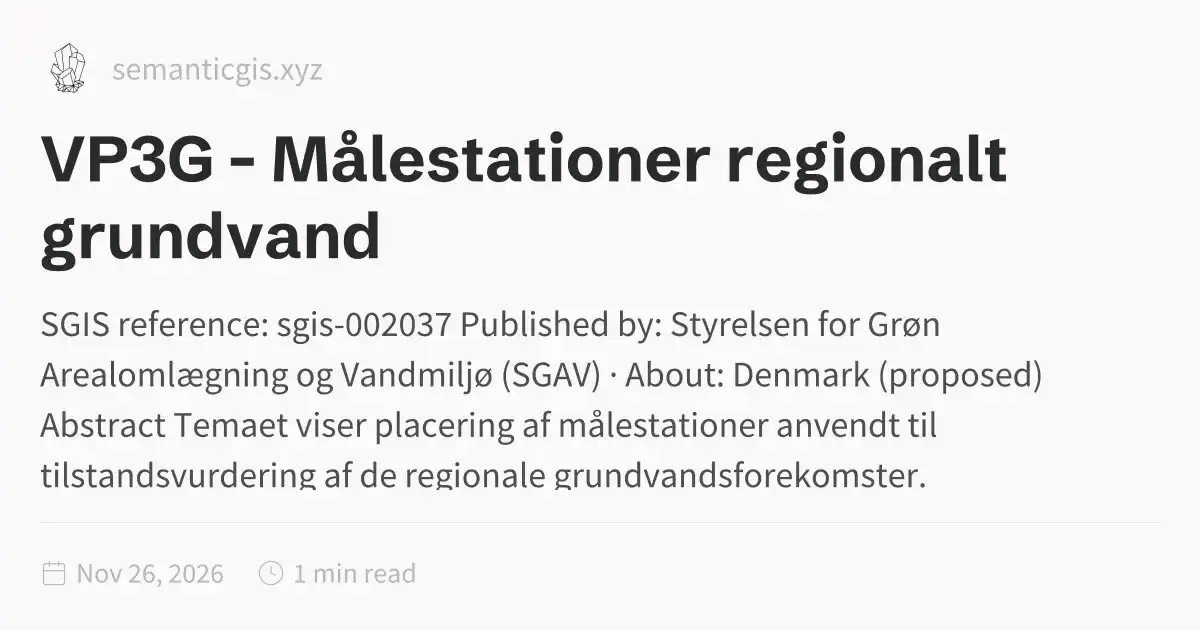 semanticgis.xyz
VP3G - Målestationer regionalt
grundvand
SGIS reference: sgis-002037 Published by: Styrelsen for Grøn
Arealomlægning og Vandmiljø (SGAV) · About: Denmark (proposed)
Abstract Temaet viser placering af målestationer anvendt til
tilstandsvurdering af de regionale grundvandsforekomster.
Nov 26, 2026 1 min read